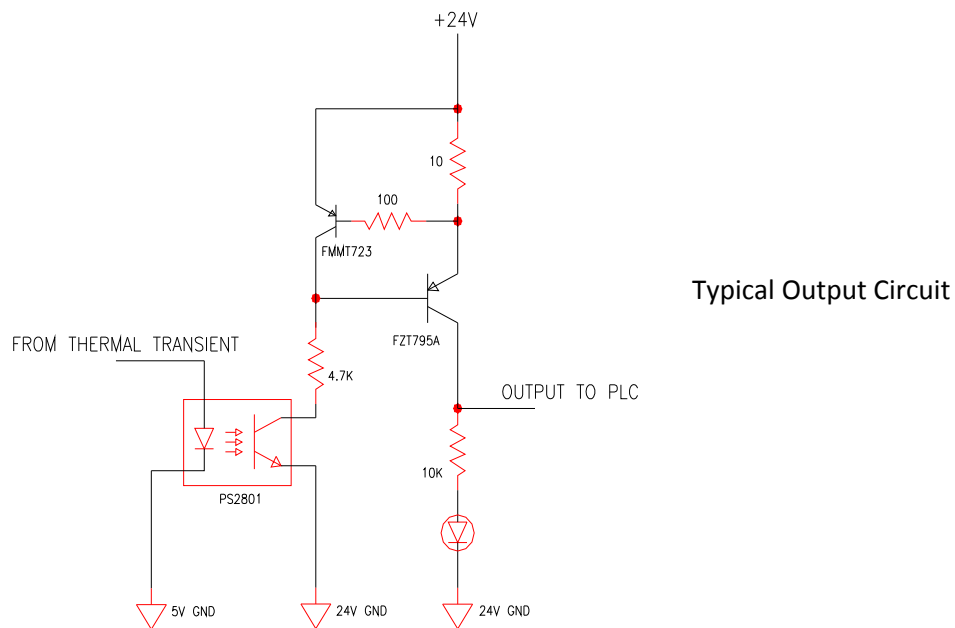 +24V
10
100
FMMT723
Typical Output Circuit
FZT795A
FROM THERMAL TRANSIENT
4.7K
OUTPUT TO PLC
10K
PS2801
5V GND
24V GND
24V GND